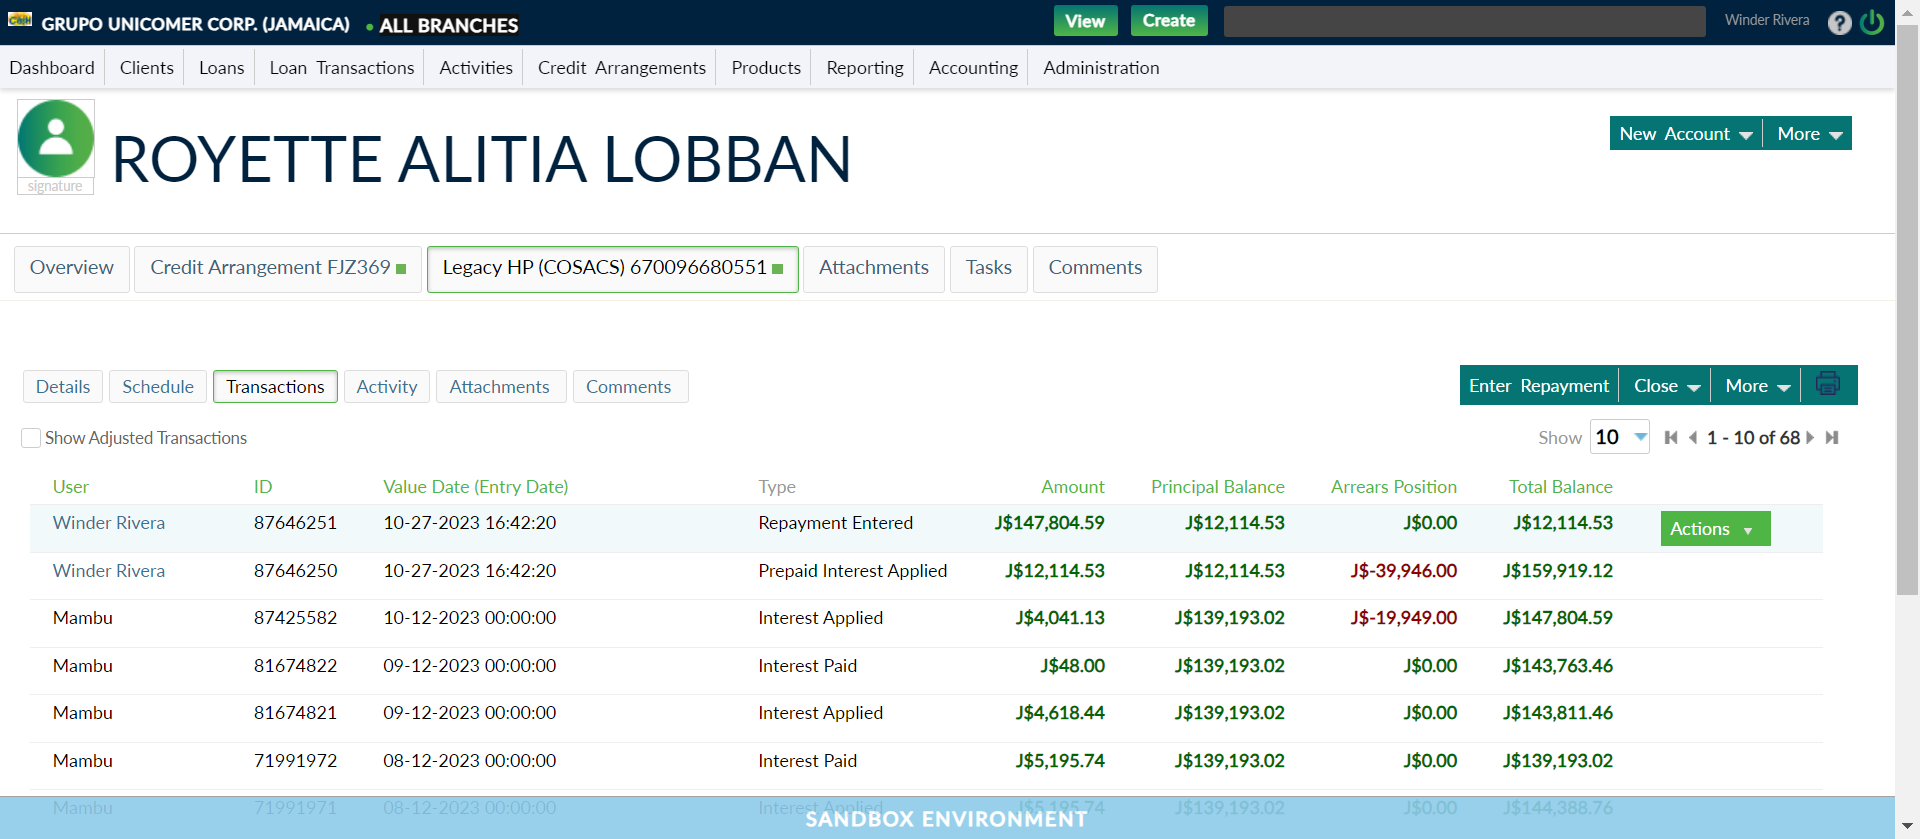 Cash GRUPO UNICOMER CORP. (JAMAICA) • ALL BRANCHES View Create Winder Rivera ?
Dashboard Clients Loans Loan Transactions Activities Credit Arrangements Products Reporting Accounting Administration
signature
ROYETTE ALITIA LOBBAN
New Account More
Overview Credit Arrangement FJZ369 Legacy HP (COSACS) 670096680551 Attachments Tasks Comments
Details Schedule Transactions Activity Attachments Comments Enter Repayment Close More
Show Adjusted Transactions Show 10 1 - 10 of 68
User ID Value Date (Entry Date) Type Amount Principal Balance Arrears Position Total Balance
Winder Rivera 87646251 10-27-2023 16:42:20 Repayment Entered J$147,804.59 J$12,114.53 J$0.00 J$12,114.53 Actions
Winder Rivera 87646250 10-27-2023 16:42:20 Prepaid Interest Applied J$12,114.53 J$12,114.53 J$-39,946.00 J$159,919.12
Mambu 87425582 10-12-2023 00:00:00 Interest Applied J$4,041.13 J$139,193.02 J$-19,949.00 J$147,804.59
Mambu 81674822 09-12-2023 00:00:00 Interest Paid J$48.00 J$139,193.02 J$0.00 J$143,763.46
Mambu 81674821 09-12-2023 00:00:00 Interest Applied J$4,618.44 J$139,193.02 J$0.00 J$143,811.46
Mambu 71991972 08-12-2023 00:00:00 Interest Paid J$5,195.74 J$139,193.02 J$0.00 J$139,193.02
Mambu 71991971 08-12-2023 00:00:00 Interest Applied J$5,195.74 J$139,193.02 J$0.00 J$144,388.76
SANDBOX ENVIRONMENT